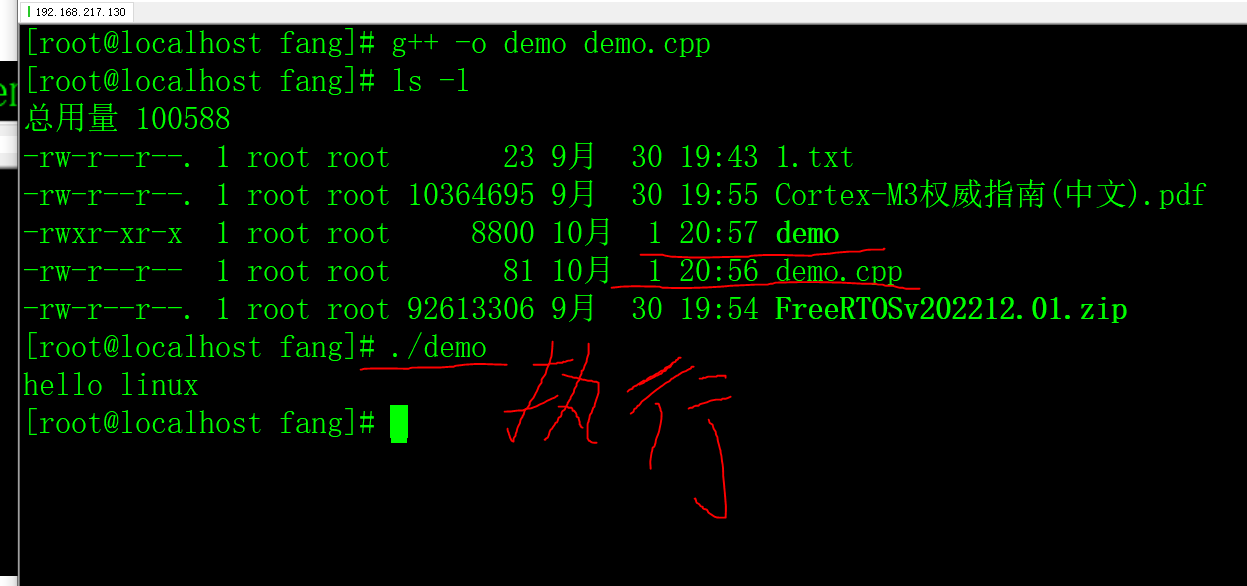 192.168.217.130
[root@localhost fang]# g++ -o demo demo.cpp
[root@localhost fang]# ls -l
总用量 100588
-rw-r--r--. 1 root root 23 9月 30 19:43 1.txt
-rw-r--r--. 1 root root 10364695 9月 30 19:55 Cortex-M3权威指南(中文).pdf
-rwxr-xr-x 1 root root 8800 10月 1 20:57 demo
-rw-r--r-- 1 root root 81 10月 1 20:56 demo.cpp
-rw-r--r--. 1 root root 92613306 9月 30 19:54 FreeRTOSv202212.01.zip
[root@localhost fang]# ./demo
执行
hello linux
[root@localhost fang]#